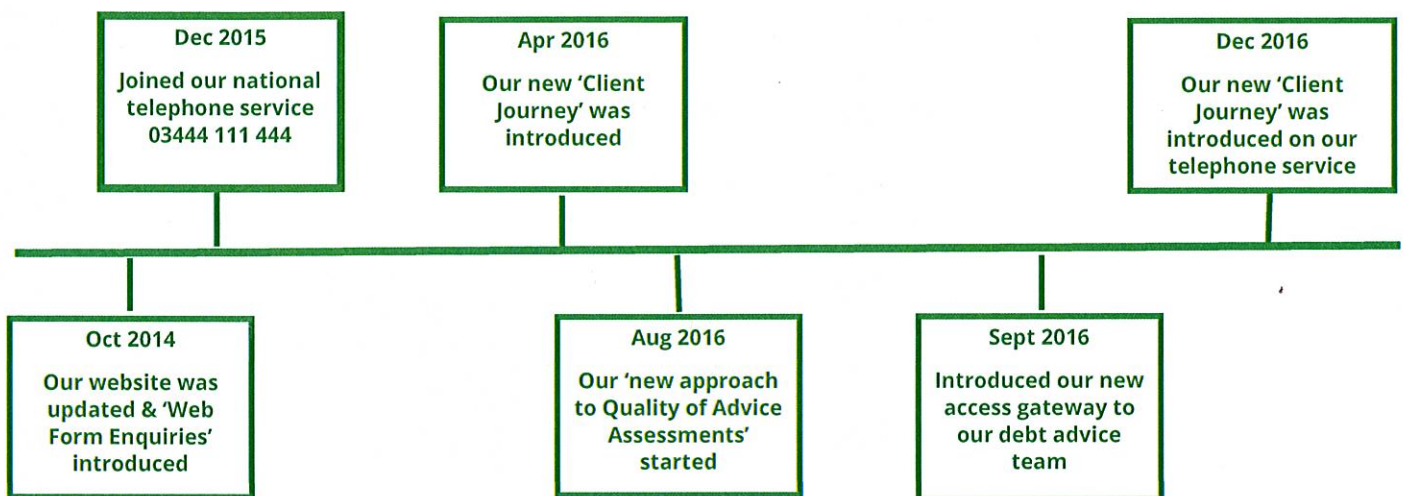 Dec 2015
Joined our national
telephone service
03444 111 444
Apr 2016
Our new ‘Client
Journey’ was
introduced
Dec 2016
Our new ‘Client
Journey’ was
introduced on our
telephone service
Oct 2014
Our website was
updated & ‘Web
Form Enquiries’
introduced
Aug 2016
Our ‘new approach
to Quality of Advice
Assessments’
started
Sept 2016
Introduced our new
access gateway to
our debt advice
team